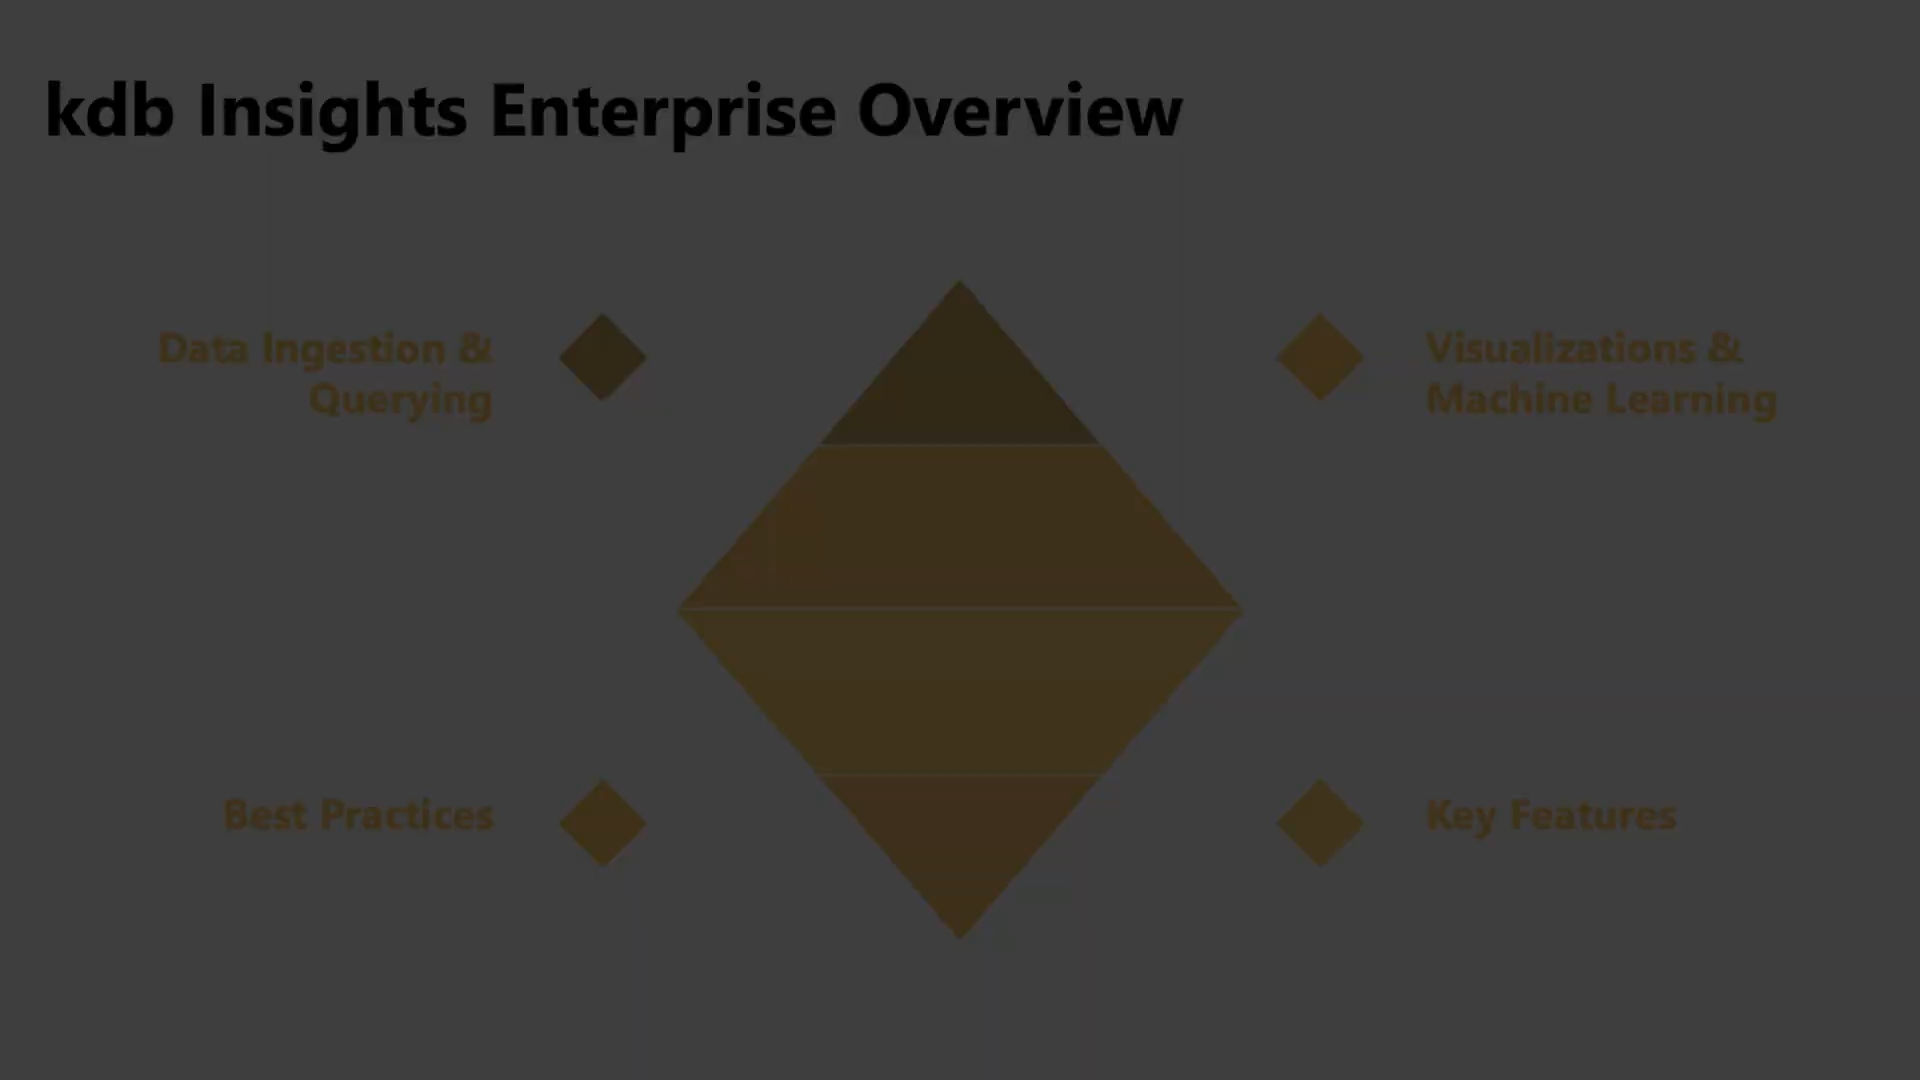 kdb Insights Enterprise Overview
Data Ingestion &
Querying
Visualizations &
Machine Learning
Best Practices
Key Features